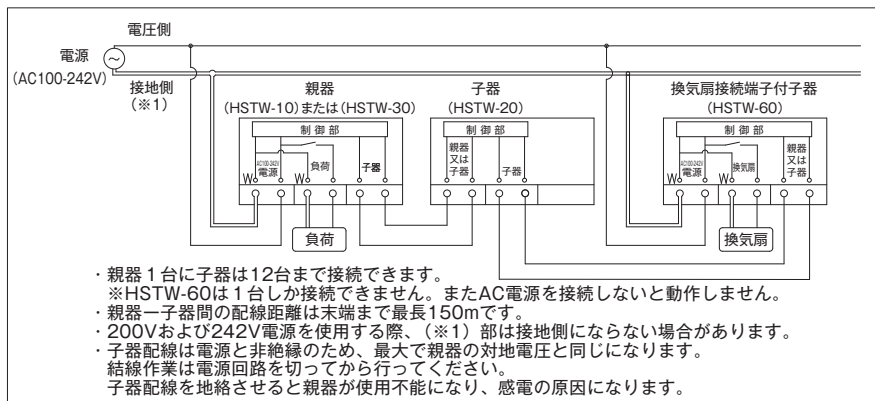 電圧側
電源
(AC100-242V)
接地側
(※1)
親器
(HSTW-10)または(HSTW-30)
子器
(HSTW-20)
換気扇接続端子付子器
(HSTW-60)
制御部
AC100-242V
電源
W
W
負荷
子器
制御部
親器
又は
子器
子器
制御部
AC100-242V
電源
W
W
換気扇
親器
又は
子器
負荷
換気扇
・親器1台に子器は12台まで接続できます。
※HSTW-60は1台しか接続できません。またAC電源を接続しないと動作しません。
・親器ー子器間の配線距離は末端まで最長150mです。
・200Vおよび242V電源を使用する際、(※1)部は接地側にならない場合があります。
・子器配線は電源と非絶縁のため、最大で親器の対地電圧と同じになります。
結線作業は電源回路を切ってから行ってください。
子器配線を地絡させると親器が使用不能になり、感電の原因になります。